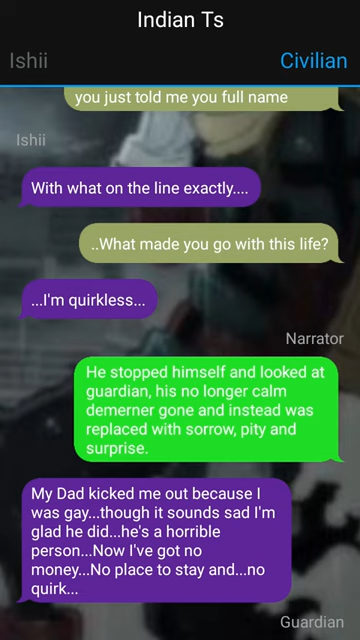 Indian Ts
Ishii
Civilian
you just told me you full name
Ishii
With what on the line exactly....
..What made you go with this life?
...I'm quirkless...
Narrator
He stopped himself and looked at
guardian, his no longer calm
demerner gone and instead was
replaced with sorrow, pity and
surprise.
My Dad kicked me out because I
was gay...though it sounds sad I'm
glad he did...he's a horrible
person...Now I've got no
money...No place to stay and...no
quirk...
Guardian